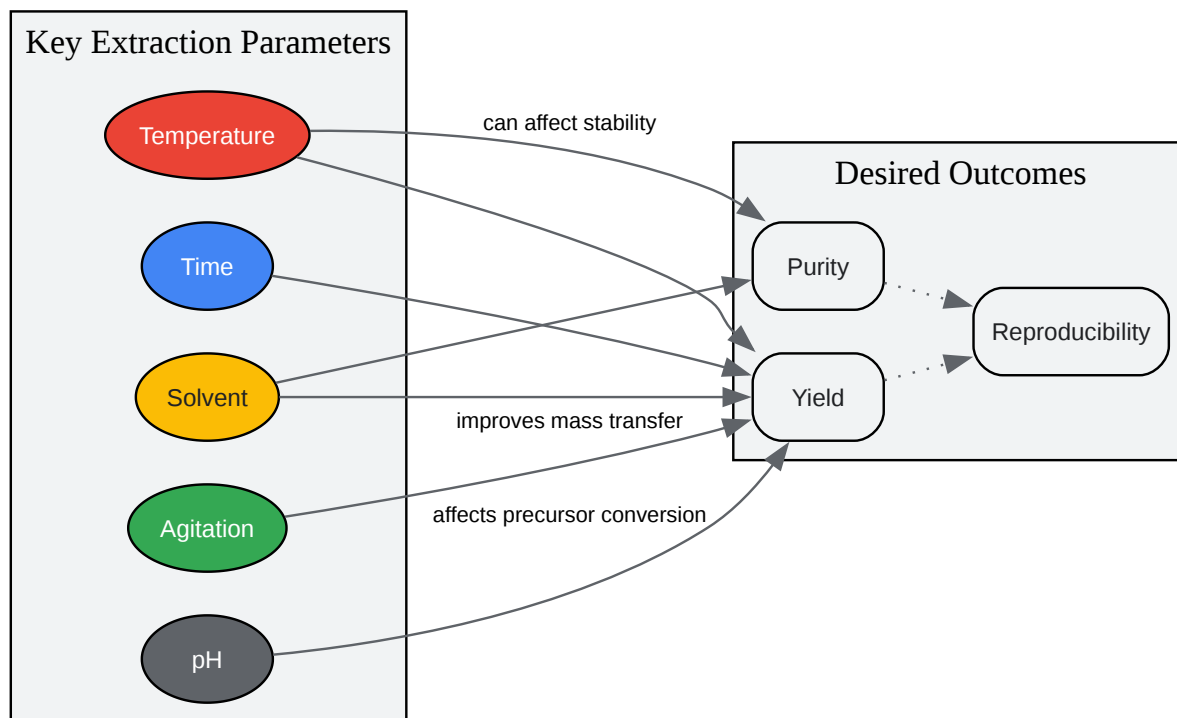 Key Extraction Parameters
Temperature
Time
Solvent
Agitation
pH
can affect stability
improves mass transfer
affects precursor conversion
Desired Outcomes
Purity
Yield
Reproducibility